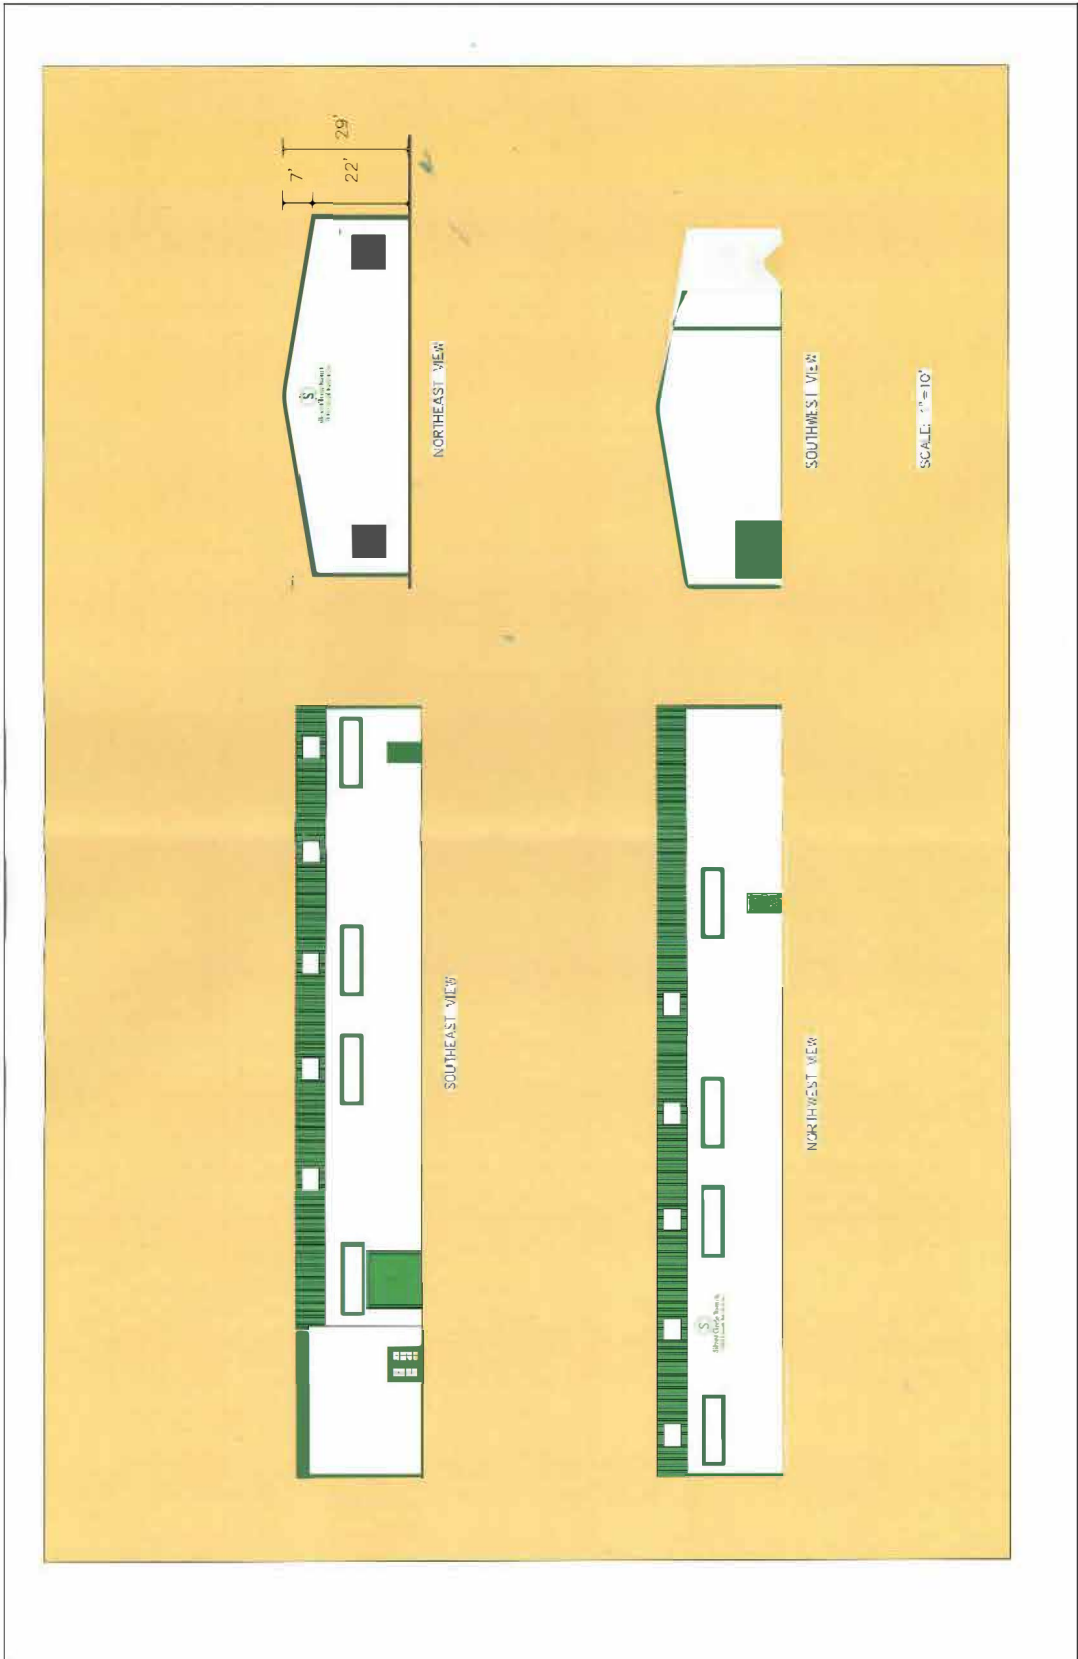 7'
22'
29'
NORTHEAST VIEW
SOUTHWEST VIEW
SCALE: 1"=10'
SOUTHEAST VIEW
NORTHWEST VIEW
S
S